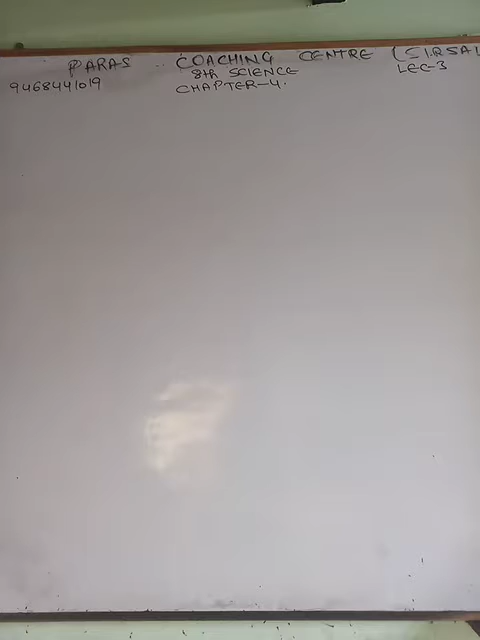 PARAS COACHING CENTRE (SIRSA)
8th SCIENCE LEC-3
9468441019 CHAPTER-4.